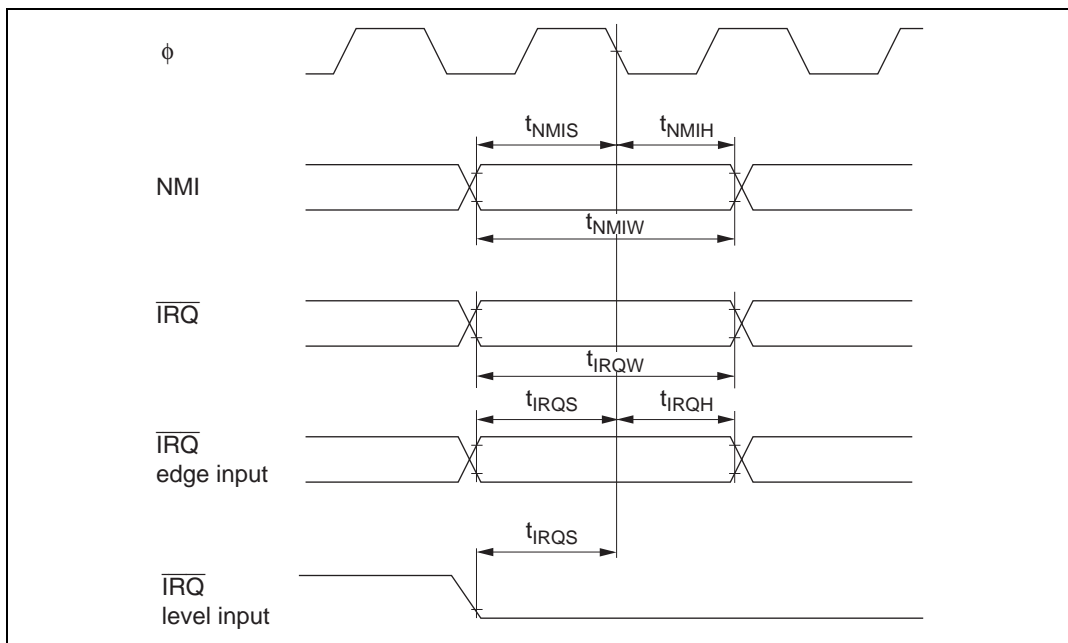 ϕ
tNMIS
tNMIH
NMI
tNMIW
IRQ
tIRQW
tIRQS
tIRQH
IRQ
edge input
tIRQS
IRQ
level input